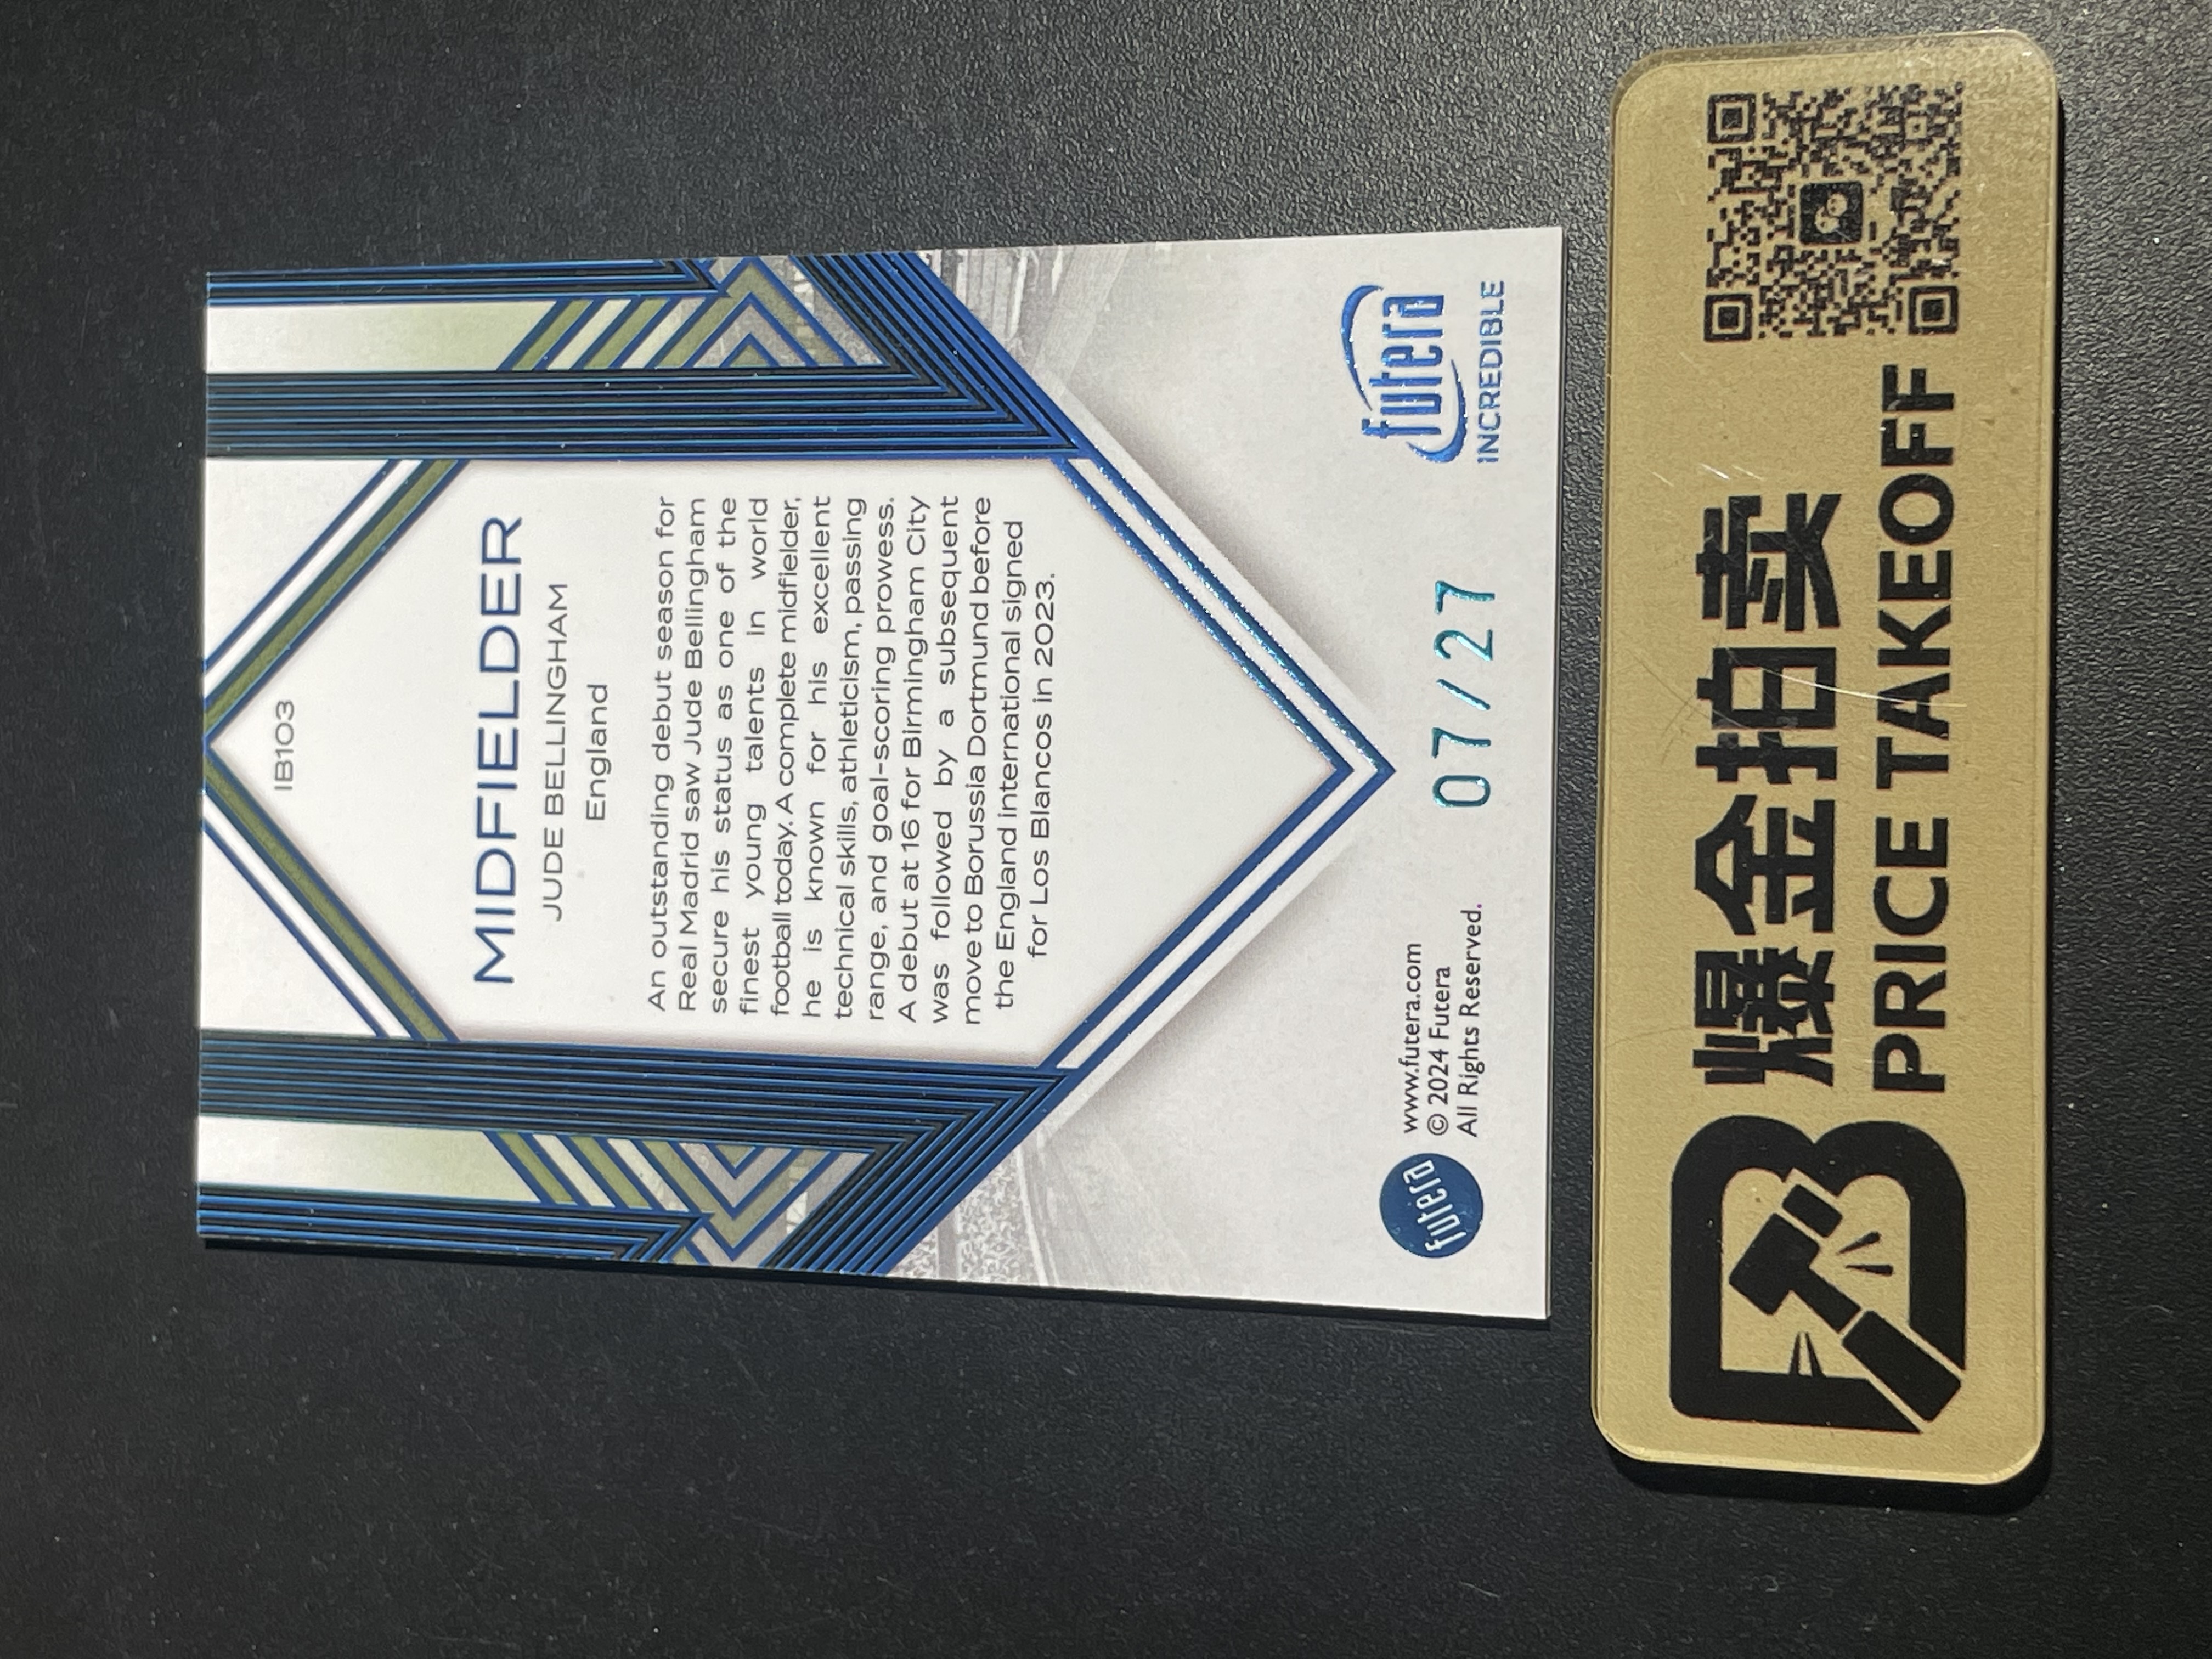 IB103
MIDFIELDER
JUDE BELLINGHAM
England
An outstanding debut season for
Real Madrid saw Jude Bellingham
secure his status as one of the
finest young talents in world
football today. A complete midfielder,
he is known for his excellent
technical skills, athleticism, passing
range, and goal-scoring prowess.
A debut at 16 for Birmingham City
was followed by a subsequent
move to Borussia Dortmund before
the England international signed
for Los Blancos in 2023.
futera
www.futera.com
© 2024 Futera
All Rights Reserved.
07/27
futera
INCREDIBLE
爆金拍卖
PRICE TAKEOFF